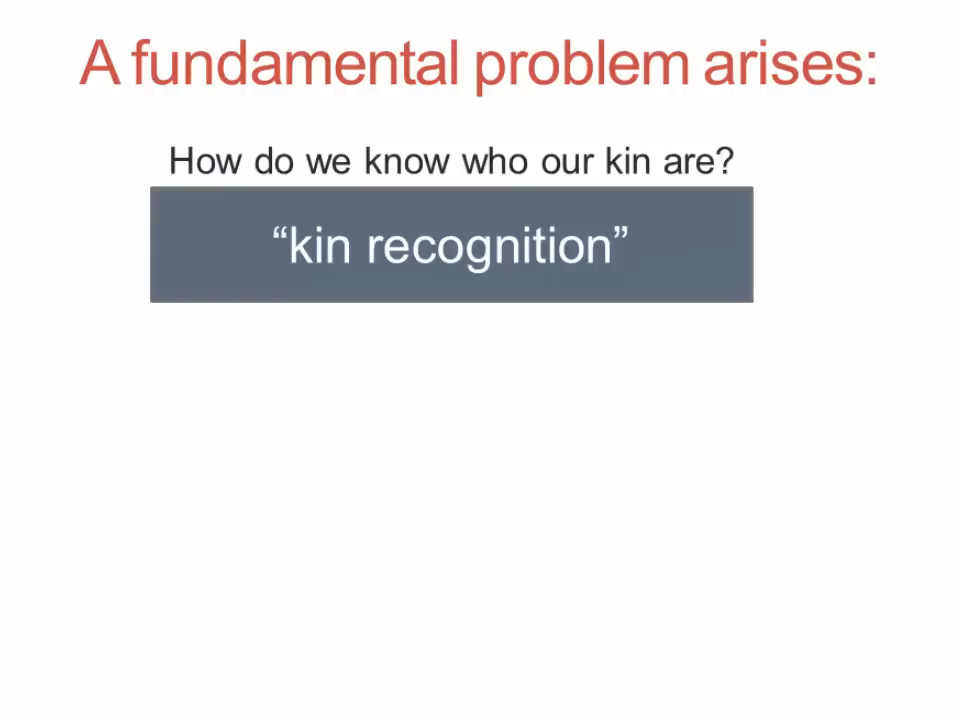 A fundamental problem arises:
How do we know who our kin are?
“kin recognition”